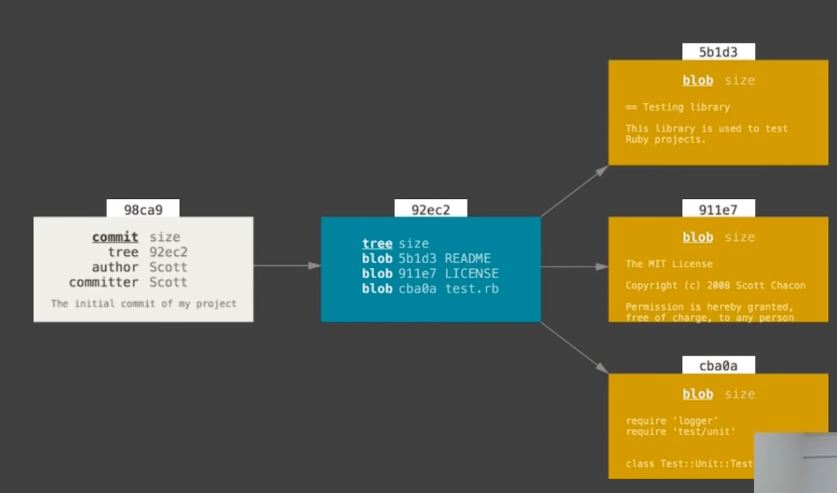 98ca9
commit size
tree 92ec2
author Scott
committer Scott
The initial commit of my project
92ec2
tree size
blob 5b1d3 README
blob 911e7 LICENSE
blob cba0a test.rb
5b1d3
blob size
== Testing library
This library is used to test
Ruby projects.
911e7
blob size
The MIT License
Copyright (c) 2008 Scott Chacon
Permission is hereby granted,
free of charge, to any person
cba0a
blob size
require 'logger'
require 'test/unit'
class Test::Unit::Test